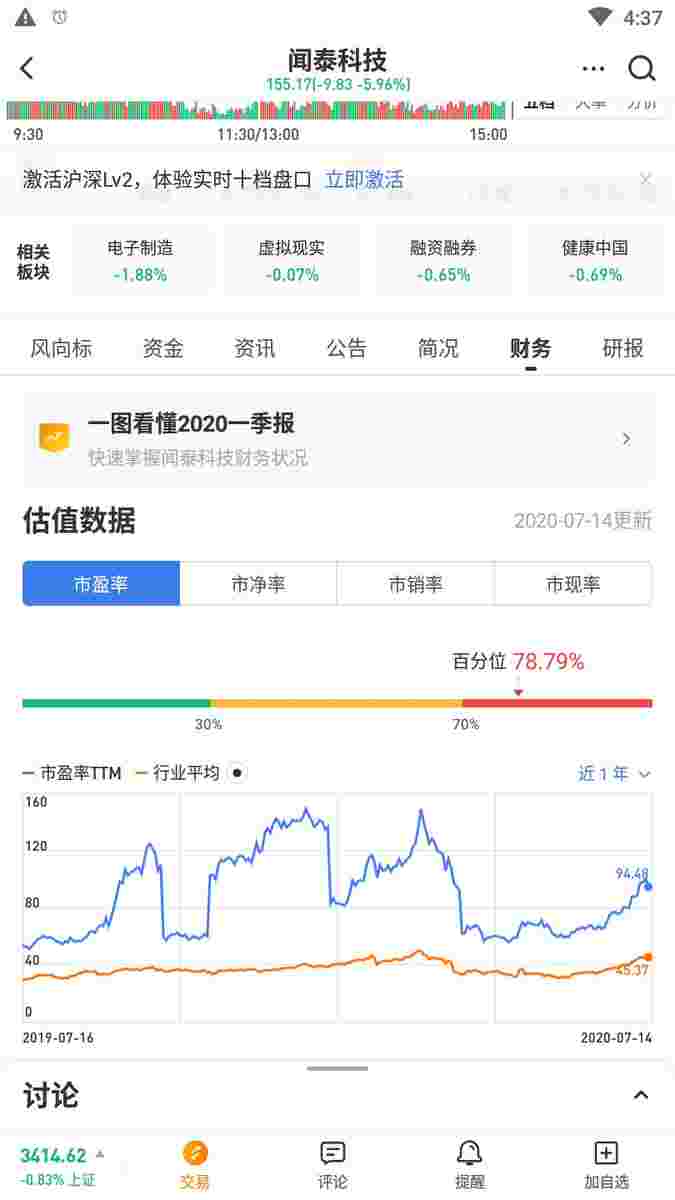 4:37
闻泰科技
155.17(-9.83 -5.96%)
9:30 11:30/13:00 15:00
激活沪深Lv2，体验实时十档盘口 立即激活
相关板块
电子制造 虚拟现实 融资融券 健康中国
-1.88% -0.07% -0.65% -0.69%
风向标 资金 资讯 公告 简况 财务 研报
一图看懂2020一季报
快速掌握闻泰科技财务状况
估值数据 2020-07-14更新
市盈率 市净率 市销率 市现率
百分位 78.79%
30% 70%
市盈率TTM 行业平均 近1年
160
120
94.48
80
40
45.37
0
2019-07-16 2020-07-14
讨论
3414.62
-0.83% 上证
交易 评论 提醒 加自选